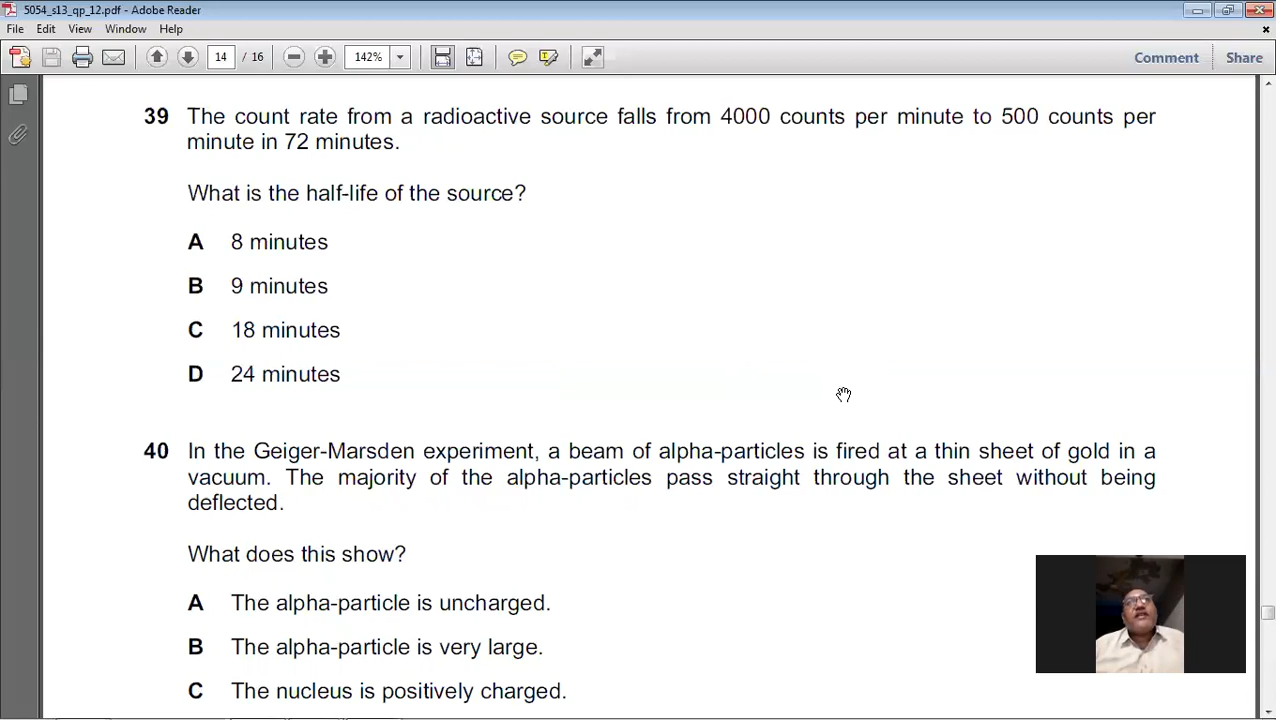 5054_s13_qp_12.pdf - Adobe Reader
File Edit View Window Help
14 / 16 142% Comment Share
39 The count rate from a radioactive source falls from 4000 counts per minute to 500 counts per
minute in 72 minutes.
What is the half-life of the source?
A 8 minutes
B 9 minutes
C 18 minutes
D 24 minutes
40 In the Geiger-Marsden experiment, a beam of alpha-particles is fired at a thin sheet of gold in a
vacuum. The majority of the alpha-particles pass straight through the sheet without being
deflected.
What does this show?
A The alpha-particle is uncharged.
B The alpha-particle is very large.
C The nucleus is positively charged.